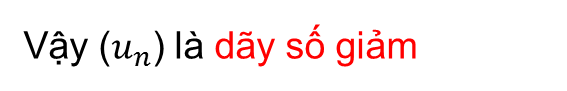 Vậy (uₙ) là dãy số giảm